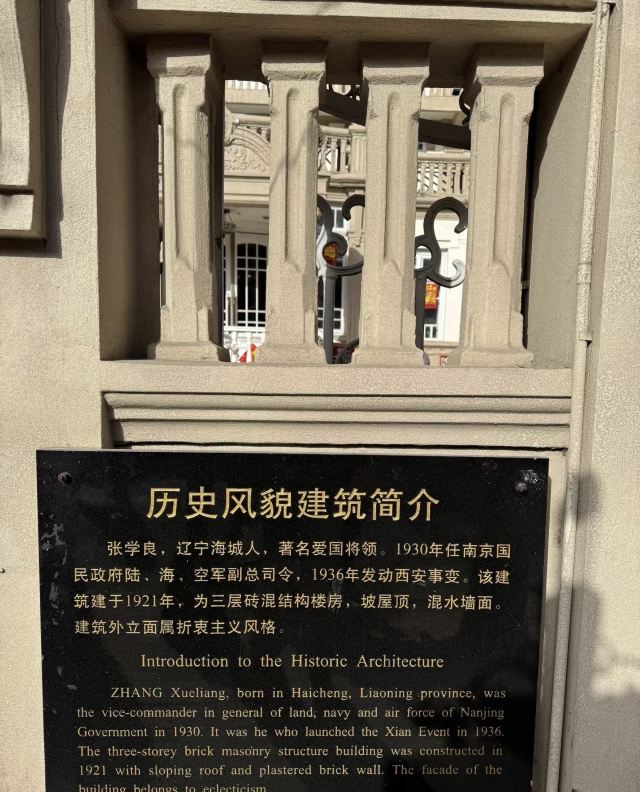 历史风貌建筑简介
张学良，辽宁海城人，著名爱国将领。1930年任南京国
民政府陆、海、空军副总司令，1936年发动西安事变。该建
筑建于1921年，为三层砖混结构楼房，坡屋顶，混水墙面。
建筑外立面属折衷主义风格。
Introduction to the Historic Architecture
ZHANG Xueliang, born in Haicheng, Liaoning province, was
the vice-commander in general of land, navy and air force of Nanjing
Government in 1930. It was he who launched the Xian Event in 1936.
The three-storey brick masonry structure building was constructed in
1921 with sloping roof and plastered brick wall. The facade of the
building belongs to eclecticism.